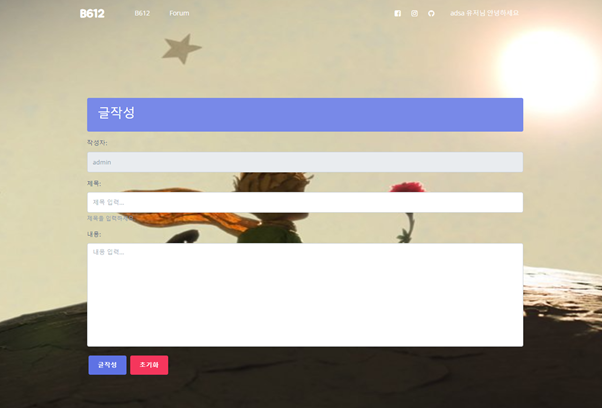 B612 B612 Forum adsa 유저님 안녕하세요
글작성
작성자:
admin
제목:
제목 입력...
제목을 입력하세요
내용:
내용 입력...
글작성 초기화